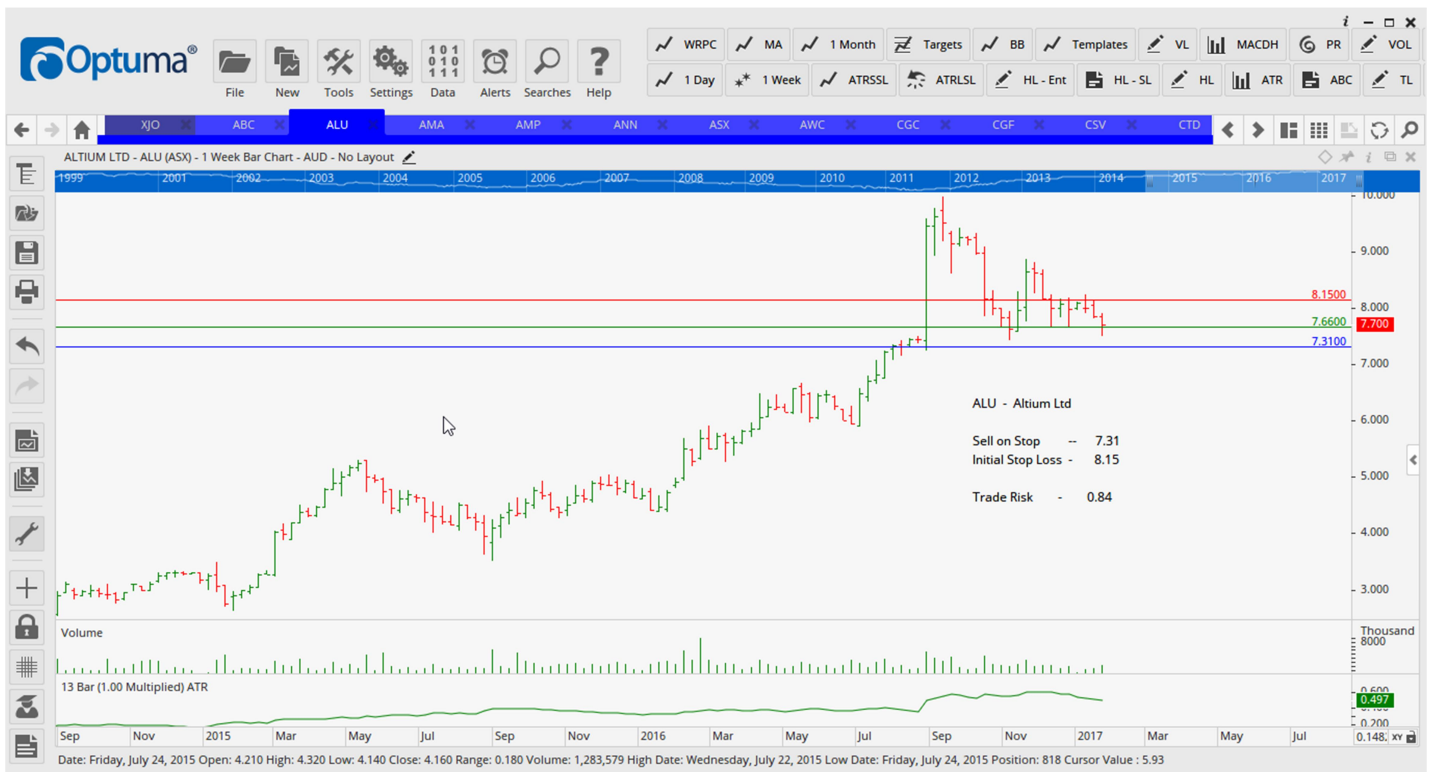 i
Optuma®
File New Tools Settings Data Alerts Searches Help
101
010
111
WRPC MA 1 Month Targets BB Templates VL MACDH PR VOL
1 Day 1 Week ATRSSL ATRLSL HL - Ent HL - SL HL ATR ABC TL
XJO ABC ALU AMA AMP ANN ASX AWC CGC CGF CSV CTD
ALTIUM LTD - ALU (ASX) - 1 Week Bar Chart - AUD - No Layout
1999 2001 2002 2003 2004 2005 2006 2007 2008 2009 2010 2011 2012 2013 2014 2015 2016 2017
10.000
9.000
8.1500
8.000
7.6600
7.700
7.3100
7.000
ALU - Altium Ltd
6.000
Sell on Stop -- 7.31
Initial Stop Loss - 8.15
5.000
Trade Risk - 0.84
4.000
3.000
Volume
Thousand
8000
13 Bar (1.00 Multiplied) ATR
0.600
0.497
0.200
Sep Nov 2015 Mar May Jul Sep Nov 2016 Mar May Jul Sep Nov 2017 Mar May Jul
0.148 XY
Date: Friday, July 24, 2015 Open: 4.210 High: 4.320 Low: 4.140 Close: 4.160 Range: 0.180 Volume: 1,283,579 High Date: Wednesday, July 22, 2015 Low Date: Friday, July 24, 2015 Position: 818 Cursor Value : 5.93